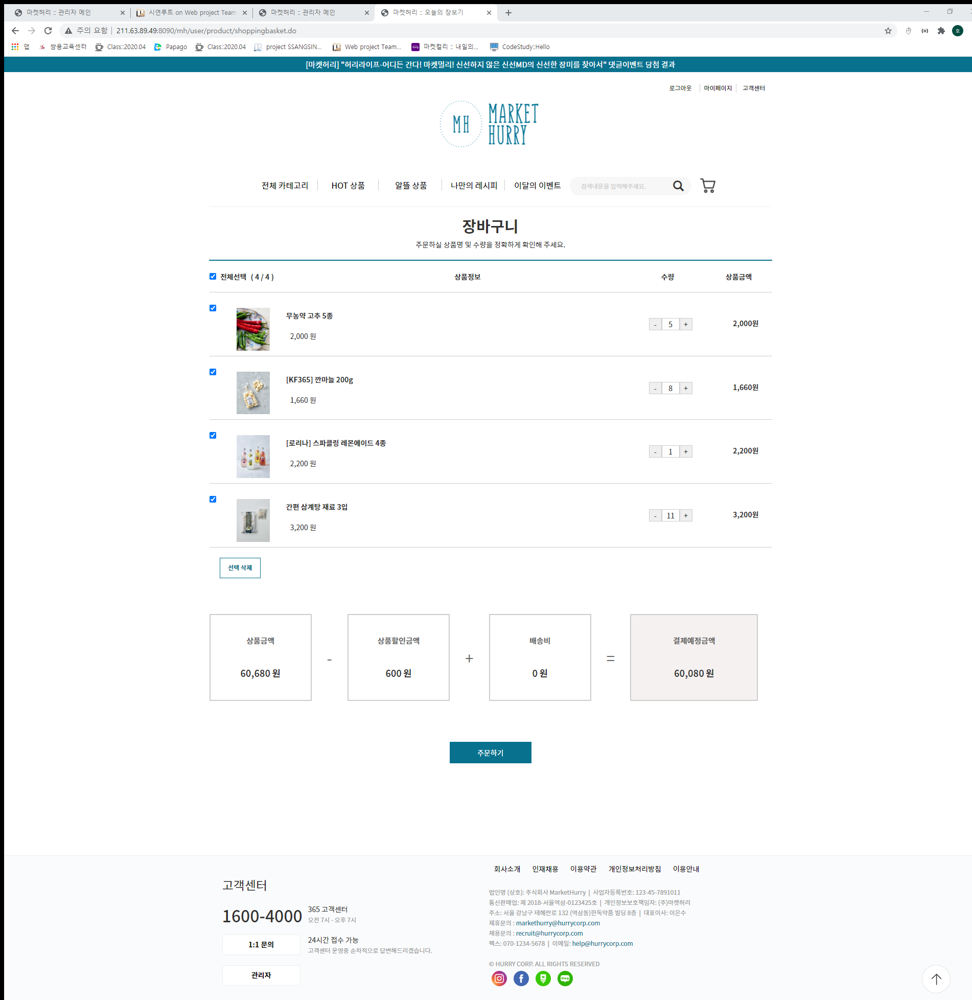 마켓허리 :: 관리자 메인
시연루트 on Web project Team
마켓허리 :: 관리자 메인
마켓허리 :: 오늘의 장보기
주의 요함 | 211.63.89.49:8090/mh/user/product/shoppingbasket.do
호
앱 쌍용교육센터 Class::2020.04 Papago Class::2020.04 project SSANGSIN... Web project Team... 마켓컬리 :: 내일의... CodeStudy::Hello
[마켓허리] "허리라이프-어디든 간다! 마켓멀리! 신선하지 않은 신선MD의 신선한 장미를 찾아서" 댓글이벤트 당첨 결과
로그아웃 마이페이지 고객센터
MH
MARKET
HURRY
전체 카테고리 HOT 상품 알뜰 상품 나만의 레시피 이달의 이벤트 검색내용을 입력해주세요.
장바구니
주문하실 상품명 및 수량을 정확하게 확인해 주세요.
전체선택 ( 4 / 4 ) 상품정보 수량 상품금액
무농약 고추 5종
2,000 원
- 5 + 2,000원
[KF365] 깐마늘 200g
1,660 원
- 8 + 1,660원
[로리나] 스파클링 레몬에이드 4종
2,200 원
- 1 + 2,200원
간편 삼계탕 재료 3입
3,200 원
- 11 + 3,200원
선택 삭제
상품금액 상품할인금액 배송비 결제예정금액
- + =
60,680 원 600 원 0 원 60,080 원
주문하기
고객센터
1600-4000
365 고객센터
오전 7시 - 오후 7시
1:1 문의
24시간 접수 가능
고객센터 운영중 순차적으로 답변해드리겠습니다.
관리자
회사소개 인재채용 이용약관 개인정보처리방침 이용안내
법인명 (상호): 주식회사 MarketHurry | 사업자등록번호: 123-45-7891011
통신판매업: 제 2018-서울역삼-0123425호 | 개인정보보호책임자: (주)마켓허리
주소: 서울 강남구 테헤란로 132 (역삼동)한독약품 빌딩 8층 | 대표이사: 이은수
제휴문의 : markethurry@hurrycorp.com
채용문의 : recruit@hurrycorp.com
팩스: 070-1234-5678 | 이메일: help@hurrycorp.com
© HURRY CORP. ALL RIGHTS RESERVED
blog